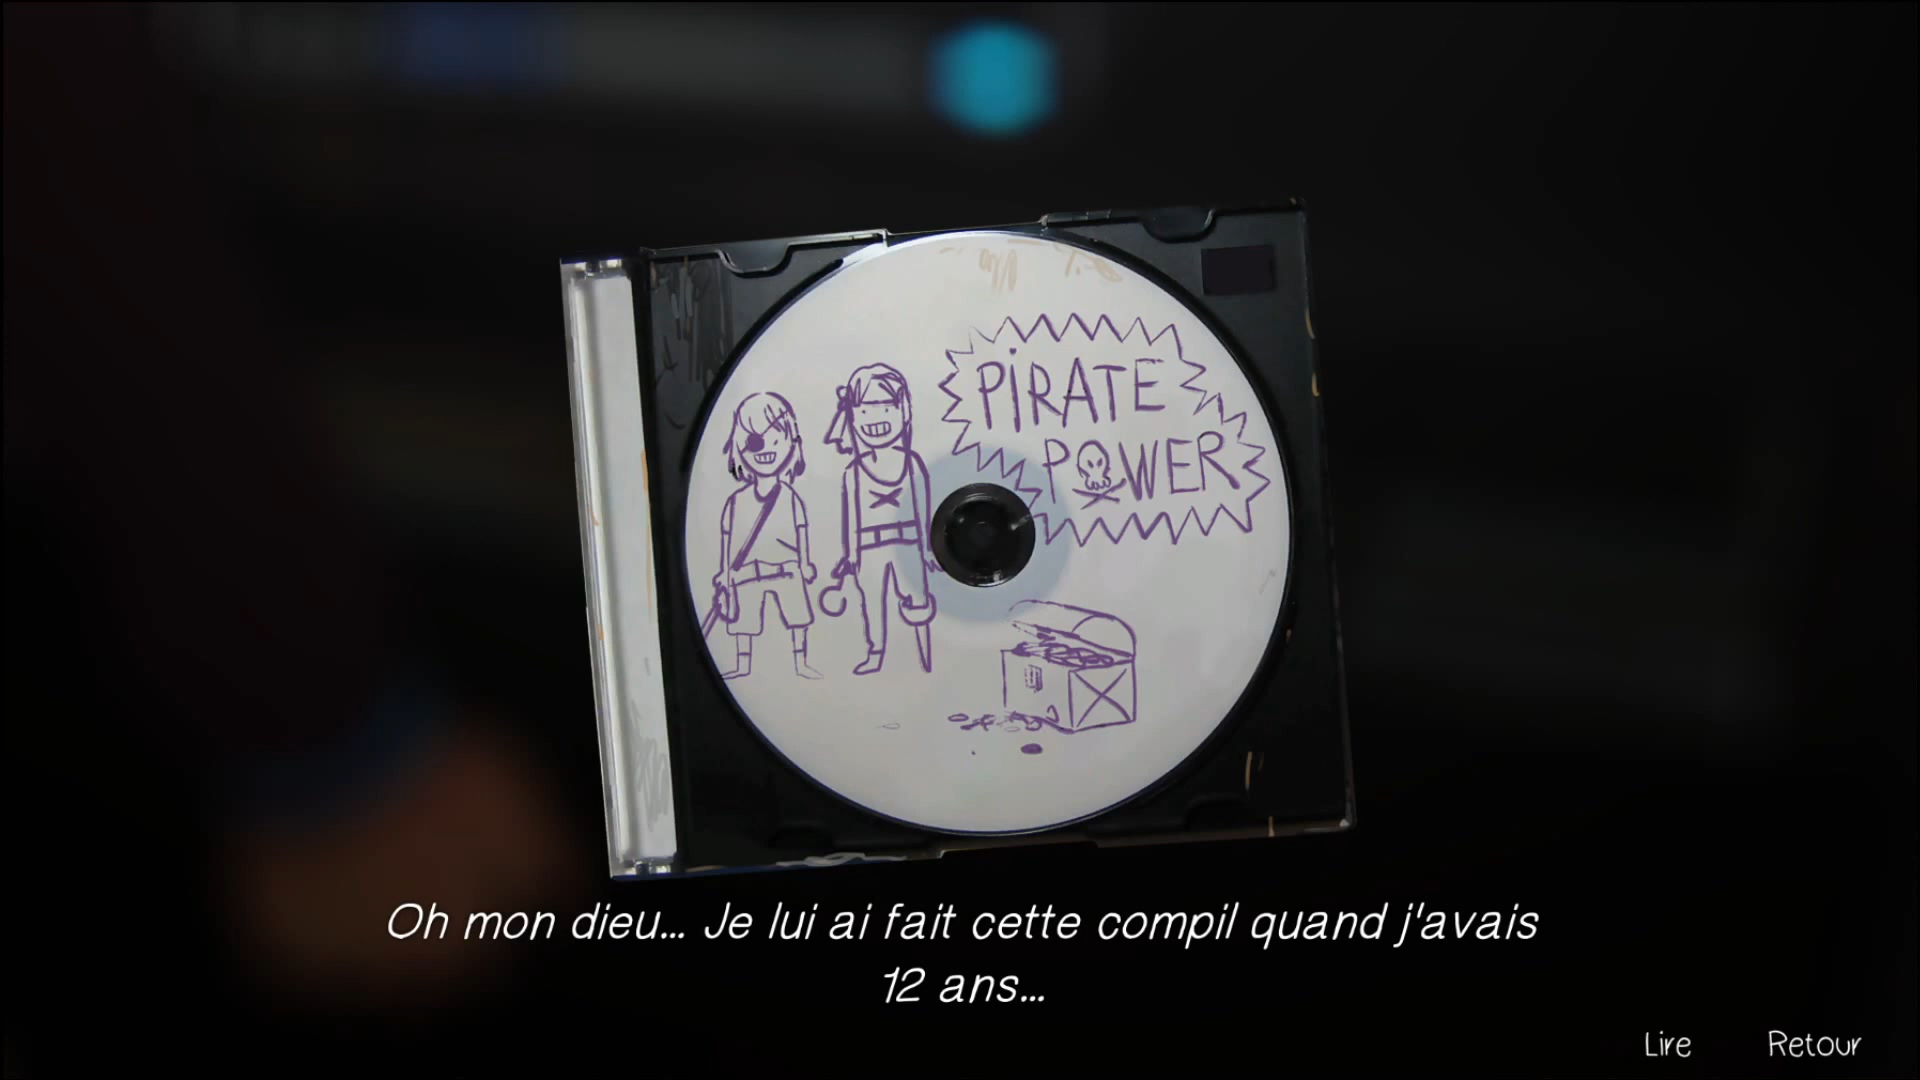 PiRATE
POWER
Oh mon dieu... Je lui ai fait cette compil quand j'avais
12 ans...
Lire Retour